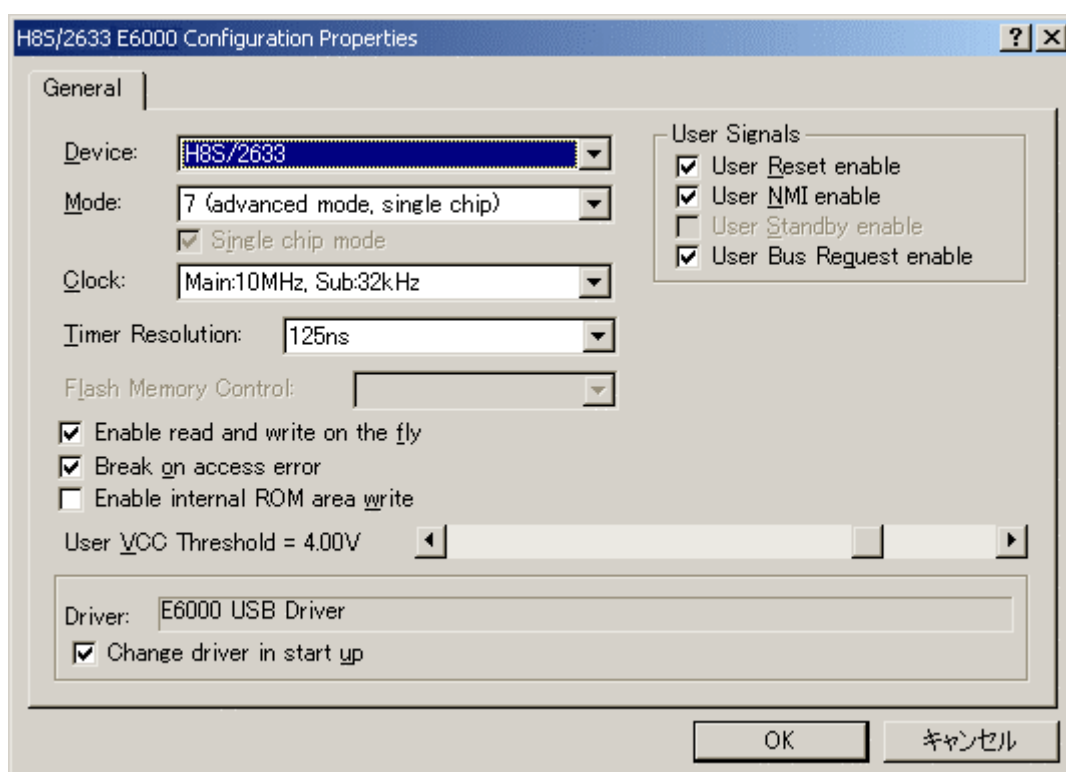 H8S/2633 E6000 Configuration Properties
General
Device: H8S/2633
Mode: 7 (advanced mode, single chip)
Single chip mode
Clock: Main:10MHz, Sub:32kHz
Timer Resolution: 125ns
Flash Memory Control:
Enable read and write on the fly
Break on access error
Enable internal ROM area write
User VCC Threshold = 4.00V
User Signals
User Reset enable
User NMI enable
User Standby enable
User Bus Request enable
Driver: E6000 USB Driver
Change driver in start up
OK
キャンセル